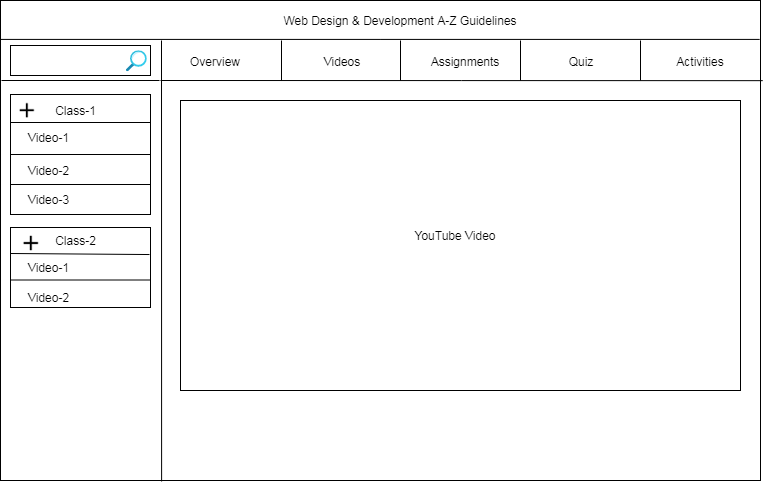 Web Design & Development A-Z Guidelines
Overview
Videos
Assignments
Quiz
Activities
Class-1
Video-1
Video-2
Video-3
Class-2
Video-1
Video-2
YouTube Video